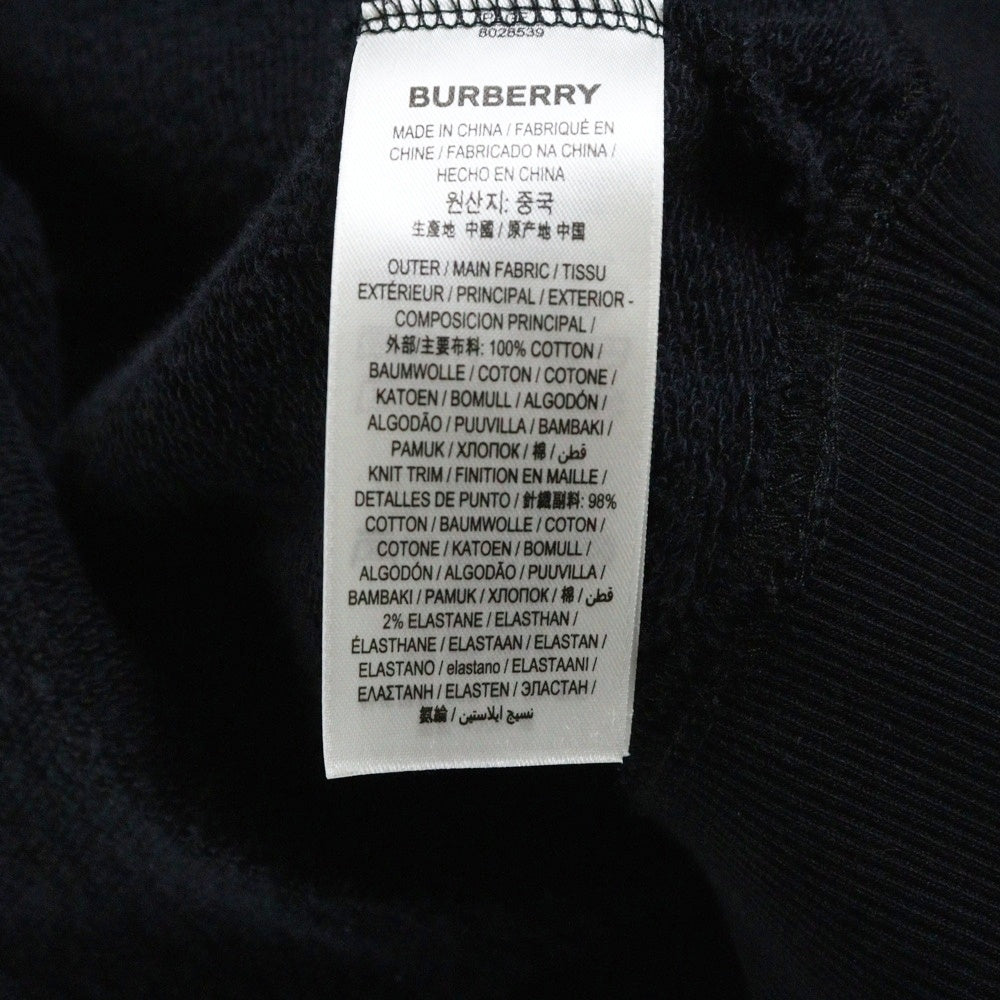 8028539
BURBERRY
MADE IN CHINA / FABRIQUÉ EN
CHINE / FABRICADO NA CHINA /
HECHO EN CHINA
원산지: 중국
生產地 中國 / 原产地 中国
OUTER / MAIN FABRIC / TISSU
EXTÉRIEUR / PRINCIPAL / EXTERIOR -
COMPOSICION PRINCIPAL /
外部/主要布料: 100% COTTON /
BAUMWOLLE / COTON / COTONE /
KATOEN / BOMULL / ALGODÓN /
ALGODÃO / PUUVILLA / BAMBAKI /
PAMUK / ХЛОПОК / 棉 / قطن
KNIT TRIM / FINITION EN MAILLE /
DETALLES DE PUNTO / 針織副料: 98%
COTTON / BAUMWOLLE / COTON /
COTONE / KATOEN / BOMULL /
ALGODÓN / ALGODÃO / PUUVILLA /
BAMBAKI / PAMUK / ХЛОПОК / 棉 / قطن
2% ELASTANE / ELASTHAN /
ÉLASTHANE / ELASTAAN / ELASTAN /
ELASTANO / elastano / ELASTAANI /
ΕΛΑΣΤΑΝΗ / ELASTEN / ЭЛАСТАН /
氨綸 / نسيج ايلاستين